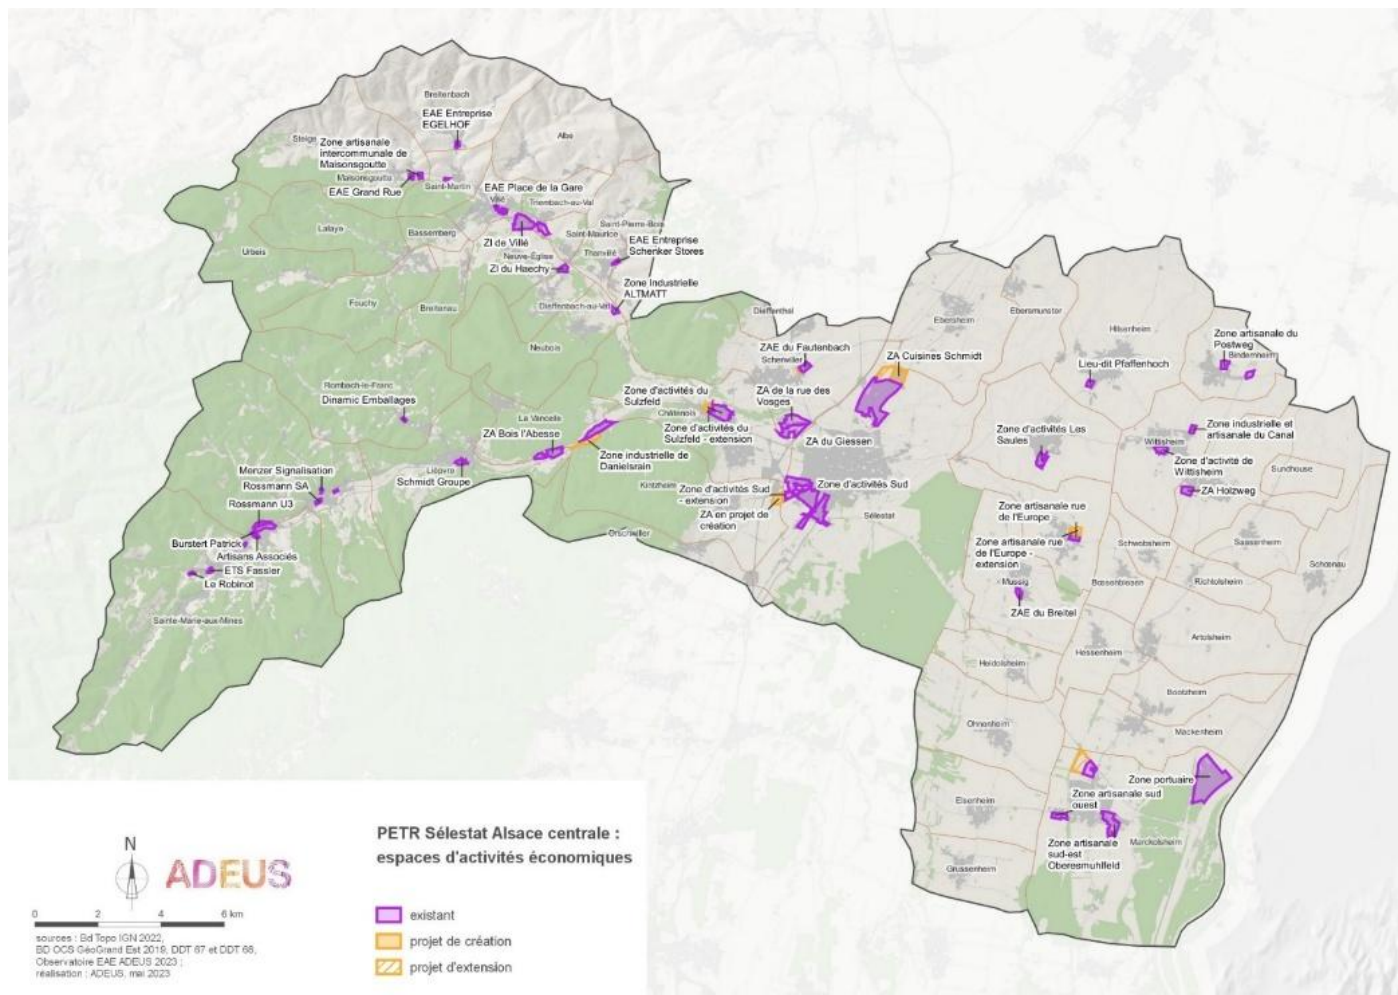 Breitenbach
EAE Entreprise
EGELHOF
Steige
Albé
Zone artisanale
intercommunale de
Maisonsgoutte
Maisonsgoutte
Saint-Martin
EAE Grand Rue
EAE Place de la Gare
Villé
Triembach-au-Val
Lalaye
Bassemberg
Saint-Pierre-Bois
Saint-Maurice
EAE Entreprise
Schenker Stores
ZI de Villé
Urbeis
Neuve-Eglise
Thanvillé
ZI du Haechy
Zone Industrielle
ALTMATT
Fouchy
Breitenau
Dieffenbach-au-Val
Dieffenthal
Ebersheim
Ebersmunster
Hilsenheim
Zone artisanale du
Postweg
Bindernheim
Neubois
ZAE du Fautenbach
Scherwiller
ZA Cuisines Schmidt
Lieu-dit Pfaffenhoch
Rombach-le-Franc
Dinamic Emballages
Zone d'activités du
Sulzfeld
ZA de la rue des
Vosges
La Vancelle
Châtenois
ZA Bois l'Abesse
Zone d'activités du
Sulzfeld - extension
ZA du Giessen
Zone d'activités Les
Saules
Zone industrielle et
artisanale du Canal
Wittisheim
Zone industrielle de
Danielsrain
Zone d'activité de
Wittisheim
Sundhouse
Menzer Signalisation
Lièpvre
Schmidt Groupe
Rossmann SA
Kintzheim
Zone d'activités Sud
- extension
Zone d'activités Sud
ZA Holzweg
Rossmann U3
ZA en projet de
création
Sélestat
Zone artisanale rue
de l'Europe
Orschwiller
Burstert Patrick
Artisans Associés
Zone artisanale rue
de l'Europe -
extension
Schwobsheim
Saasenheim
ETS Fassler
Le Robinot
Schœnau
Mussig
Bœsenbiesen
Richtolsheim
ZAE du Breitel
Sainte-Marie-aux-Mines
Artolsheim
Hessenheim
Heidolsheim
Bootzheim
Ohnenheim
Mackenheim
Zone portuaire
Elsenheim
Zone artisanale sud
ouest
Zone artisanale
sud-est
Oberesmuhlfeld
Marckolsheim
Grussenheim
PETR Sélestat Alsace centrale :
espaces d'activités économiques
existant
projet de création
projet d'extension
N
ADEUS
0 2 4 6 km
sources : Bd Topo IGN 2022,
BD OCS GéoGrand Est 2019, DDT 67 et DDT 68,
Observatoire EAE ADEUS 2023 ;
réalisation : ADEUS, mai 2023